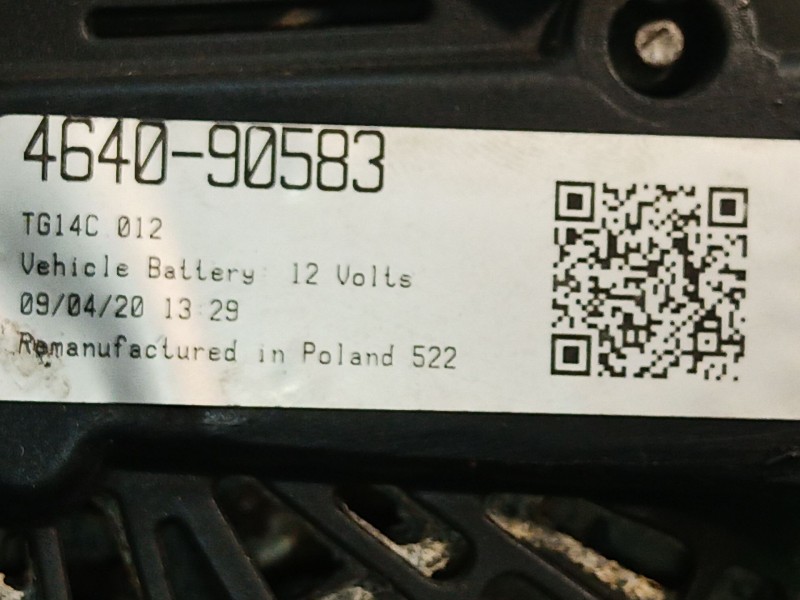 4640-90583
TG14C 012
Vehicle Battery: 12 Volts
09/04/20 13:29
Remanufactured in Poland 522